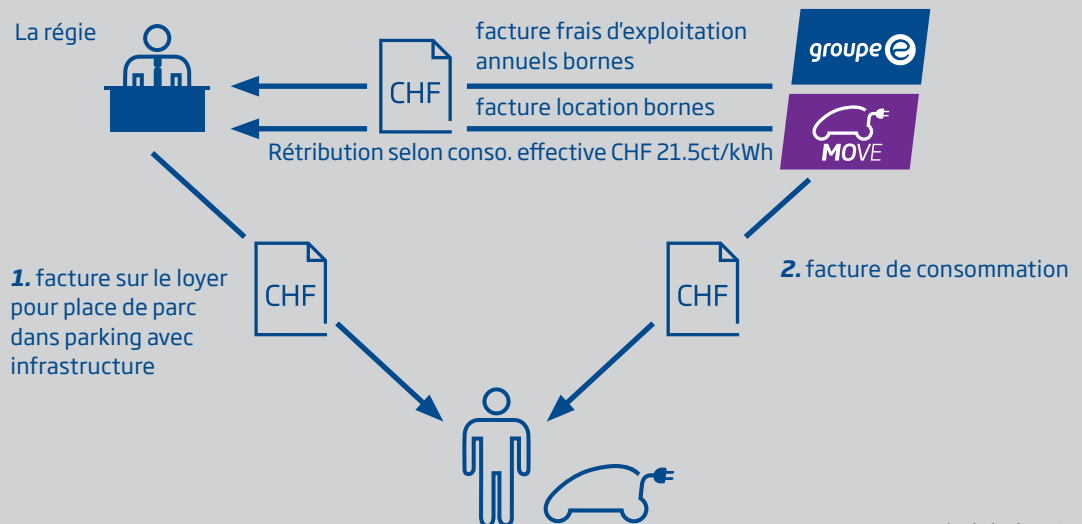 La régie
facture frais d'exploitation
annuels bornes
groupe e
CHF
facture location bornes
MOVE
Rétribution selon conso. effective CHF 21.5ct/kWh
1. facture sur le loyer
pour place de parc
dans parking avec
infrastructure
CHF
CHF
2. facture de consommation